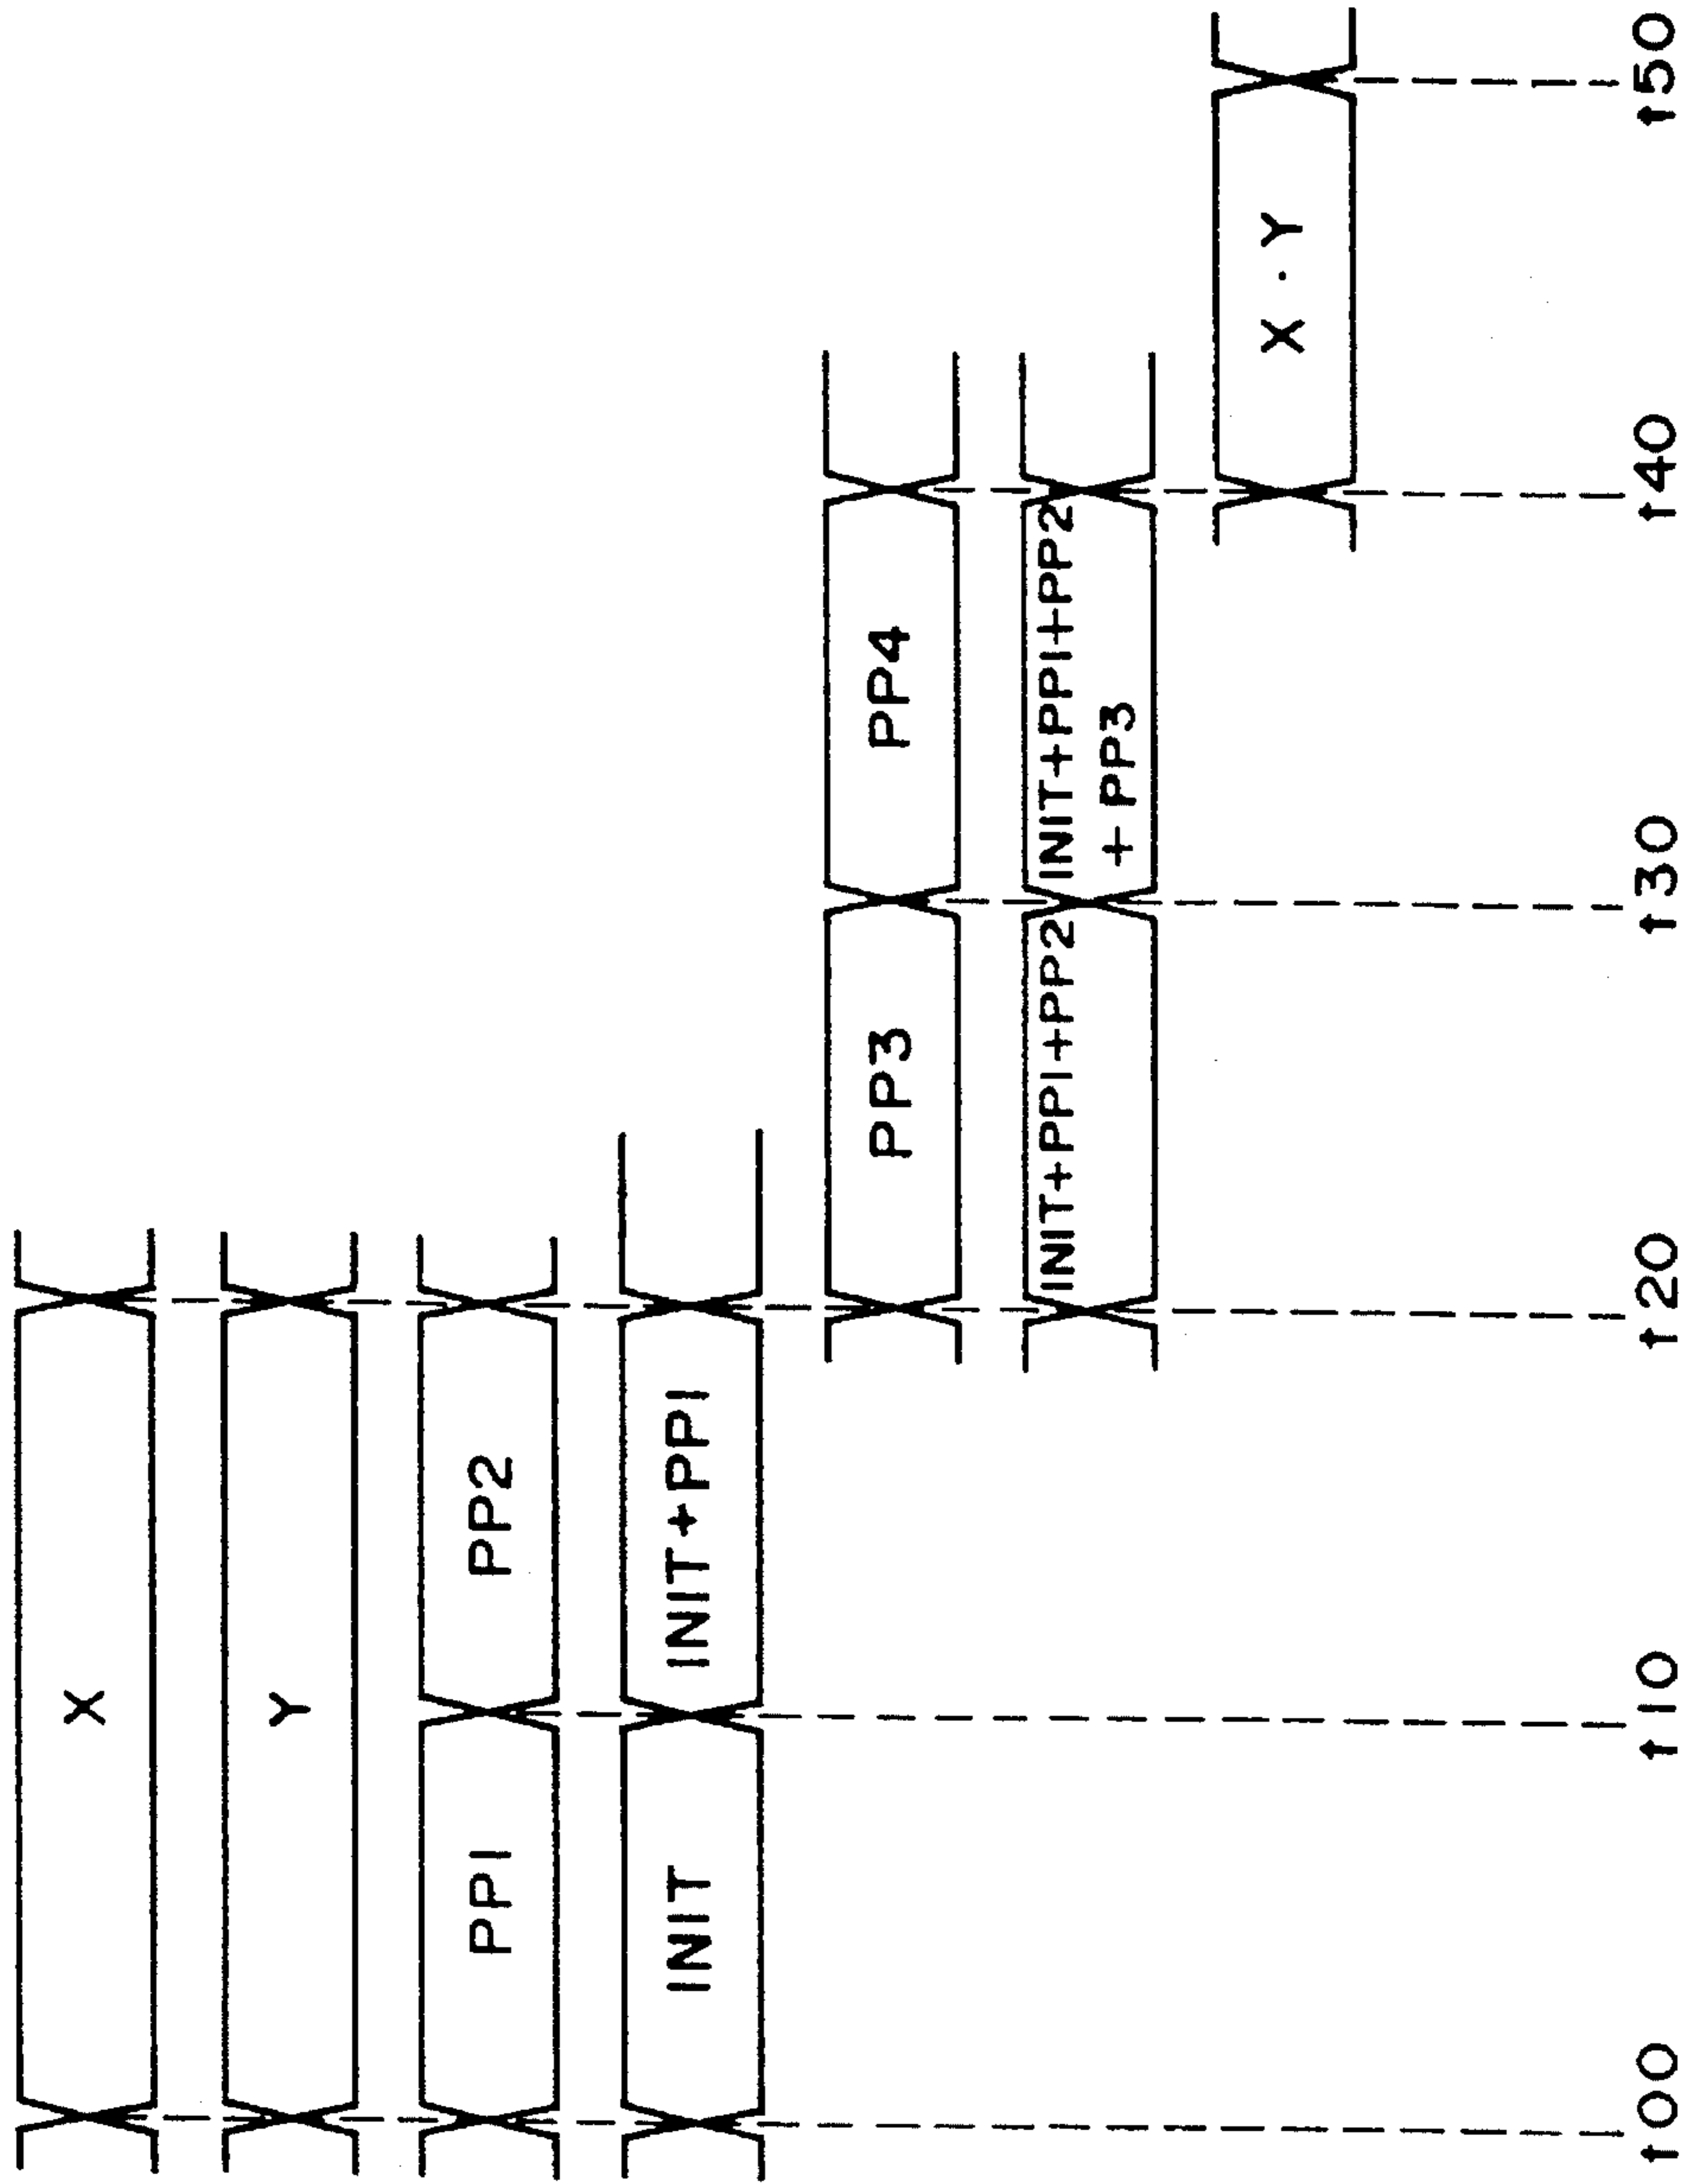 X
Y
PP1 PP2
INIT INIT+PP1
PP3 PP4
INIT+PP1+PP2 INIT+PP1+PP2
+PP3
X · Y
t00 t10 t20 t30 t40 t50